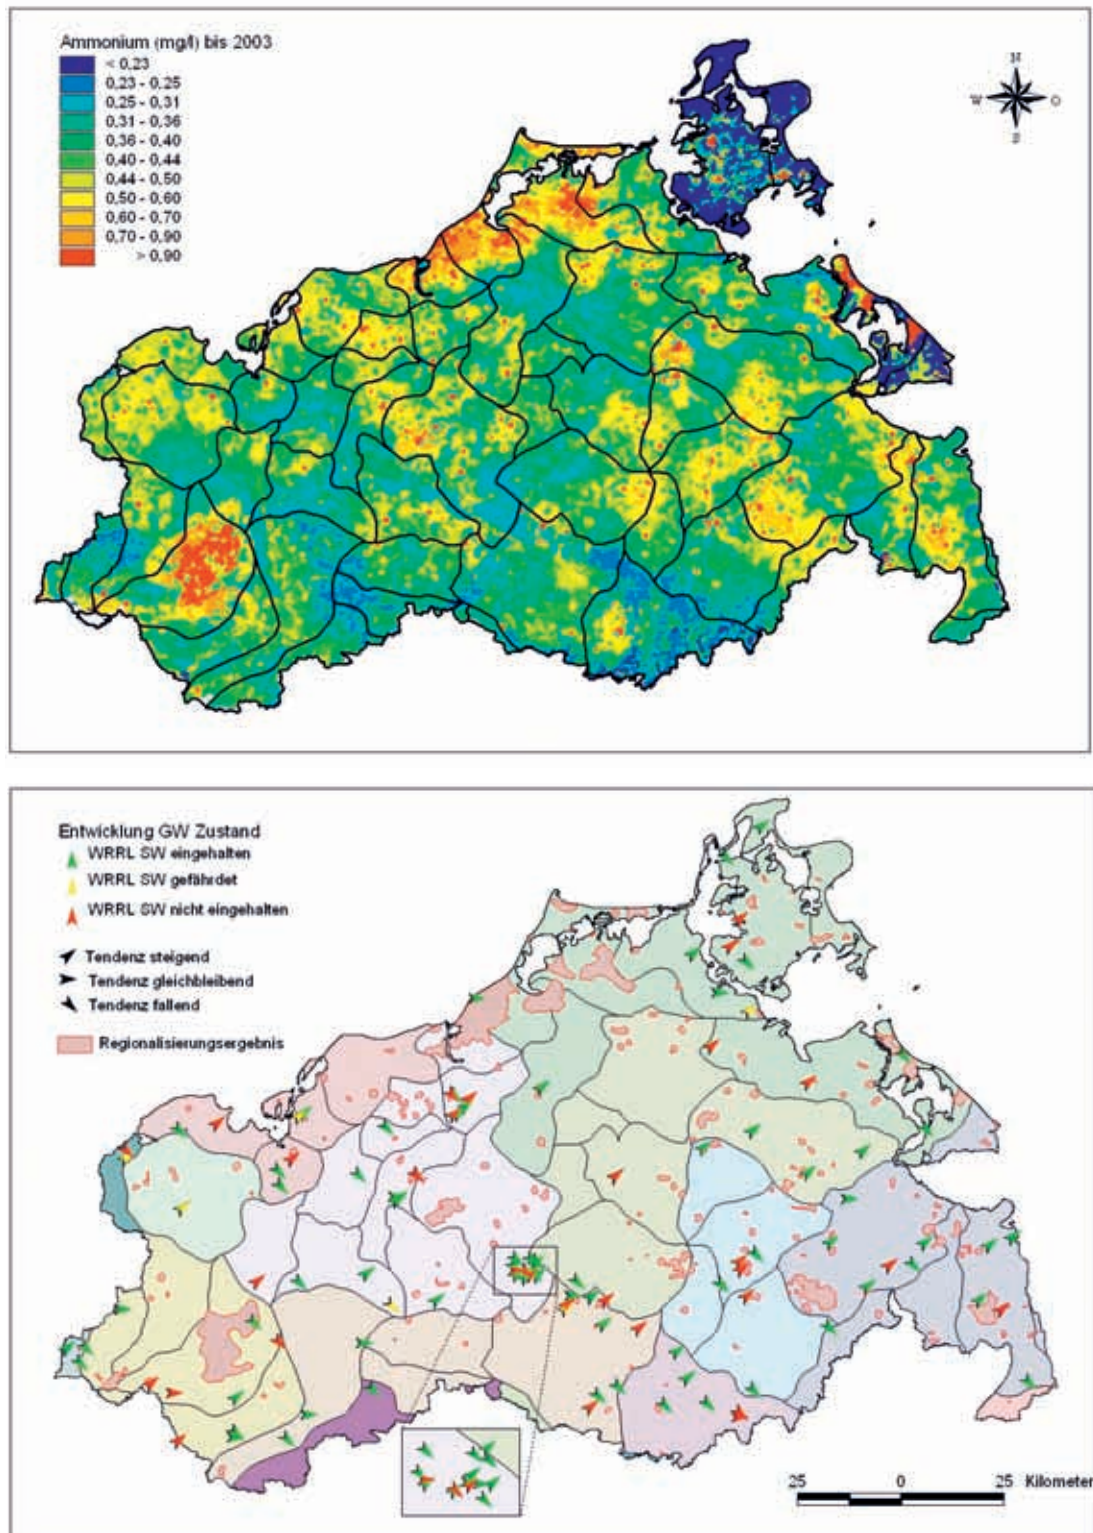 Ammonium (mg/l) bis 2003
< 0,23
0,23 - 0,25
0,25 - 0,31
0,31 - 0,36
0,36 - 0,40
0,40 - 0,44
0,44 - 0,50
0,50 - 0,60
0,60 - 0,70
0,70 - 0,90
> 0,90
N
W O
S
Entwicklung GW Zustand
WRRL SW eingehalten
WRRL SW gefährdet
WRRL SW nicht eingehalten
Tendenz steigend
Tendenz gleichbleibend
Tendenz fallend
Regionalisierungsergebnis
25 0 25 Kilometer